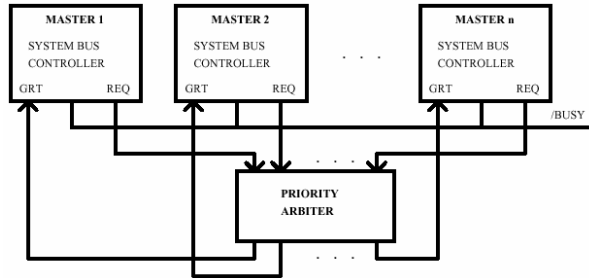 MASTER 1
SYSTEM BUS
CONTROLLER
GRT REQ
MASTER 2
SYSTEM BUS
CONTROLLER
GRT REQ
. . .
MASTER n
SYSTEM BUS
CONTROLLER
GRT REQ
/BUSY
. . .
PRIORITY
ARBITER
. . .